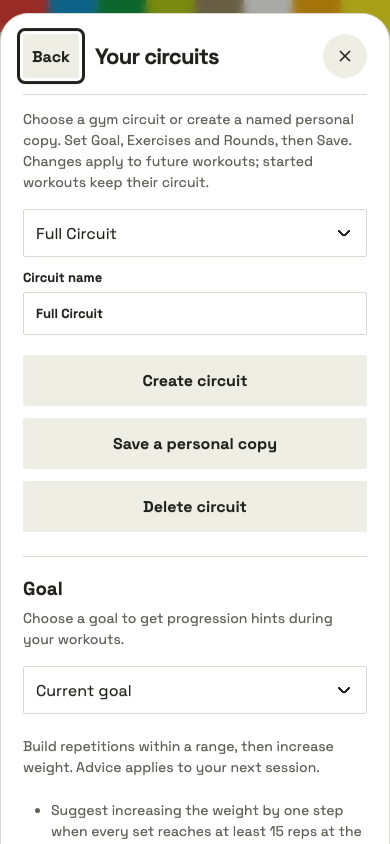 Back
Your circuits
Choose a gym circuit or create a named personal
copy. Set Goal, Exercises and Rounds, then Save.
Changes apply to future workouts; started
workouts keep their circuit.
Full Circuit
Circuit name
Full Circuit
Create circuit
Save a personal copy
Delete circuit
Goal
Choose a goal to get progression hints during
your workouts.
Current goal
Build repetitions within a range, then increase
weight. Advice applies to your next session.
• Suggest increasing the weight by one step
when every set reaches at least 15 reps at the